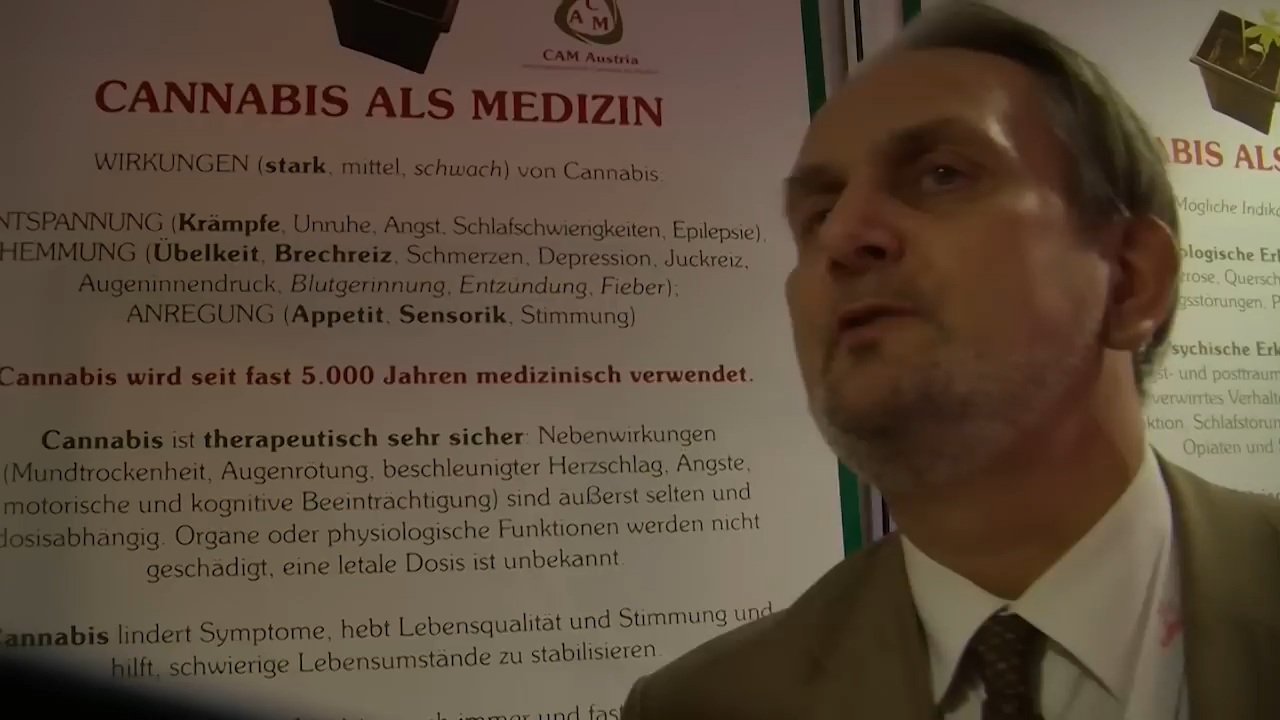 CAM
CAM Austria
CANNABIS ALS MEDIZIN
WIRKUNGEN (stark, mittel, schwach) von Cannabis:
NTSPANNUNG (Krämpfe, Unruhe, Angst, Schlafschwierigkeiten, Epilepsie),
HEMMUNG (Übelkeit, Brechreiz, Schmerzen, Depression, Juckreiz,
Augeninnendruck, Blutgerinnung, Entzündung, Fieber);
ANREGUNG (Appetit, Sensorik, Stimmung)
Cannabis wird seit fast 5.000 Jahren medizinisch verwendet.
Cannabis ist therapeutisch sehr sicher: Nebenwirkungen
(Mundtrockenheit, Augenrötung, beschleunigter Herzschlag, Ängste,
motorische und kognitive Beeinträchtigung) sind äußerst selten und
dosisabhängig. Organe oder physiologische Funktionen werden nicht
geschädigt, eine letale Dosis ist unbekannt.
Cannabis lindert Symptome, hebt Lebensqualität und Stimmung und
hilft, schwierige Lebensumstände zu stabilisieren.
immer und fast
ABIS ALS
Mögliche Indik
ologische Erk
rose, Quersch
gsstörungen, P
sychische Erk
st- und posttraum
verwirrtes Verhalt
ktion, Schlafstörun
Opiaten und